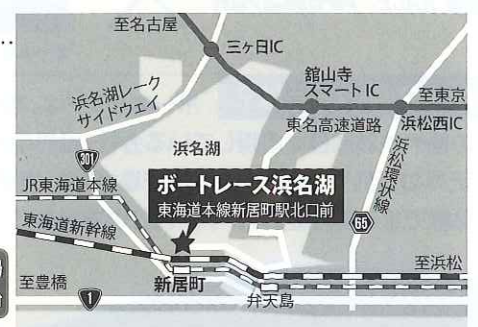 至名古屋
三ヶ日IC
舘山寺
スマートIC
至東京
浜名湖レーク
サイドウェイ
東名高速道路
浜松西IC
浜名湖
浜松環状線
301
JR東海道本線
ボートレース浜名湖
東海道本線新居町駅北口前
65
東海道新幹線
至浜松
至豊橋
新居町
1
弁天島